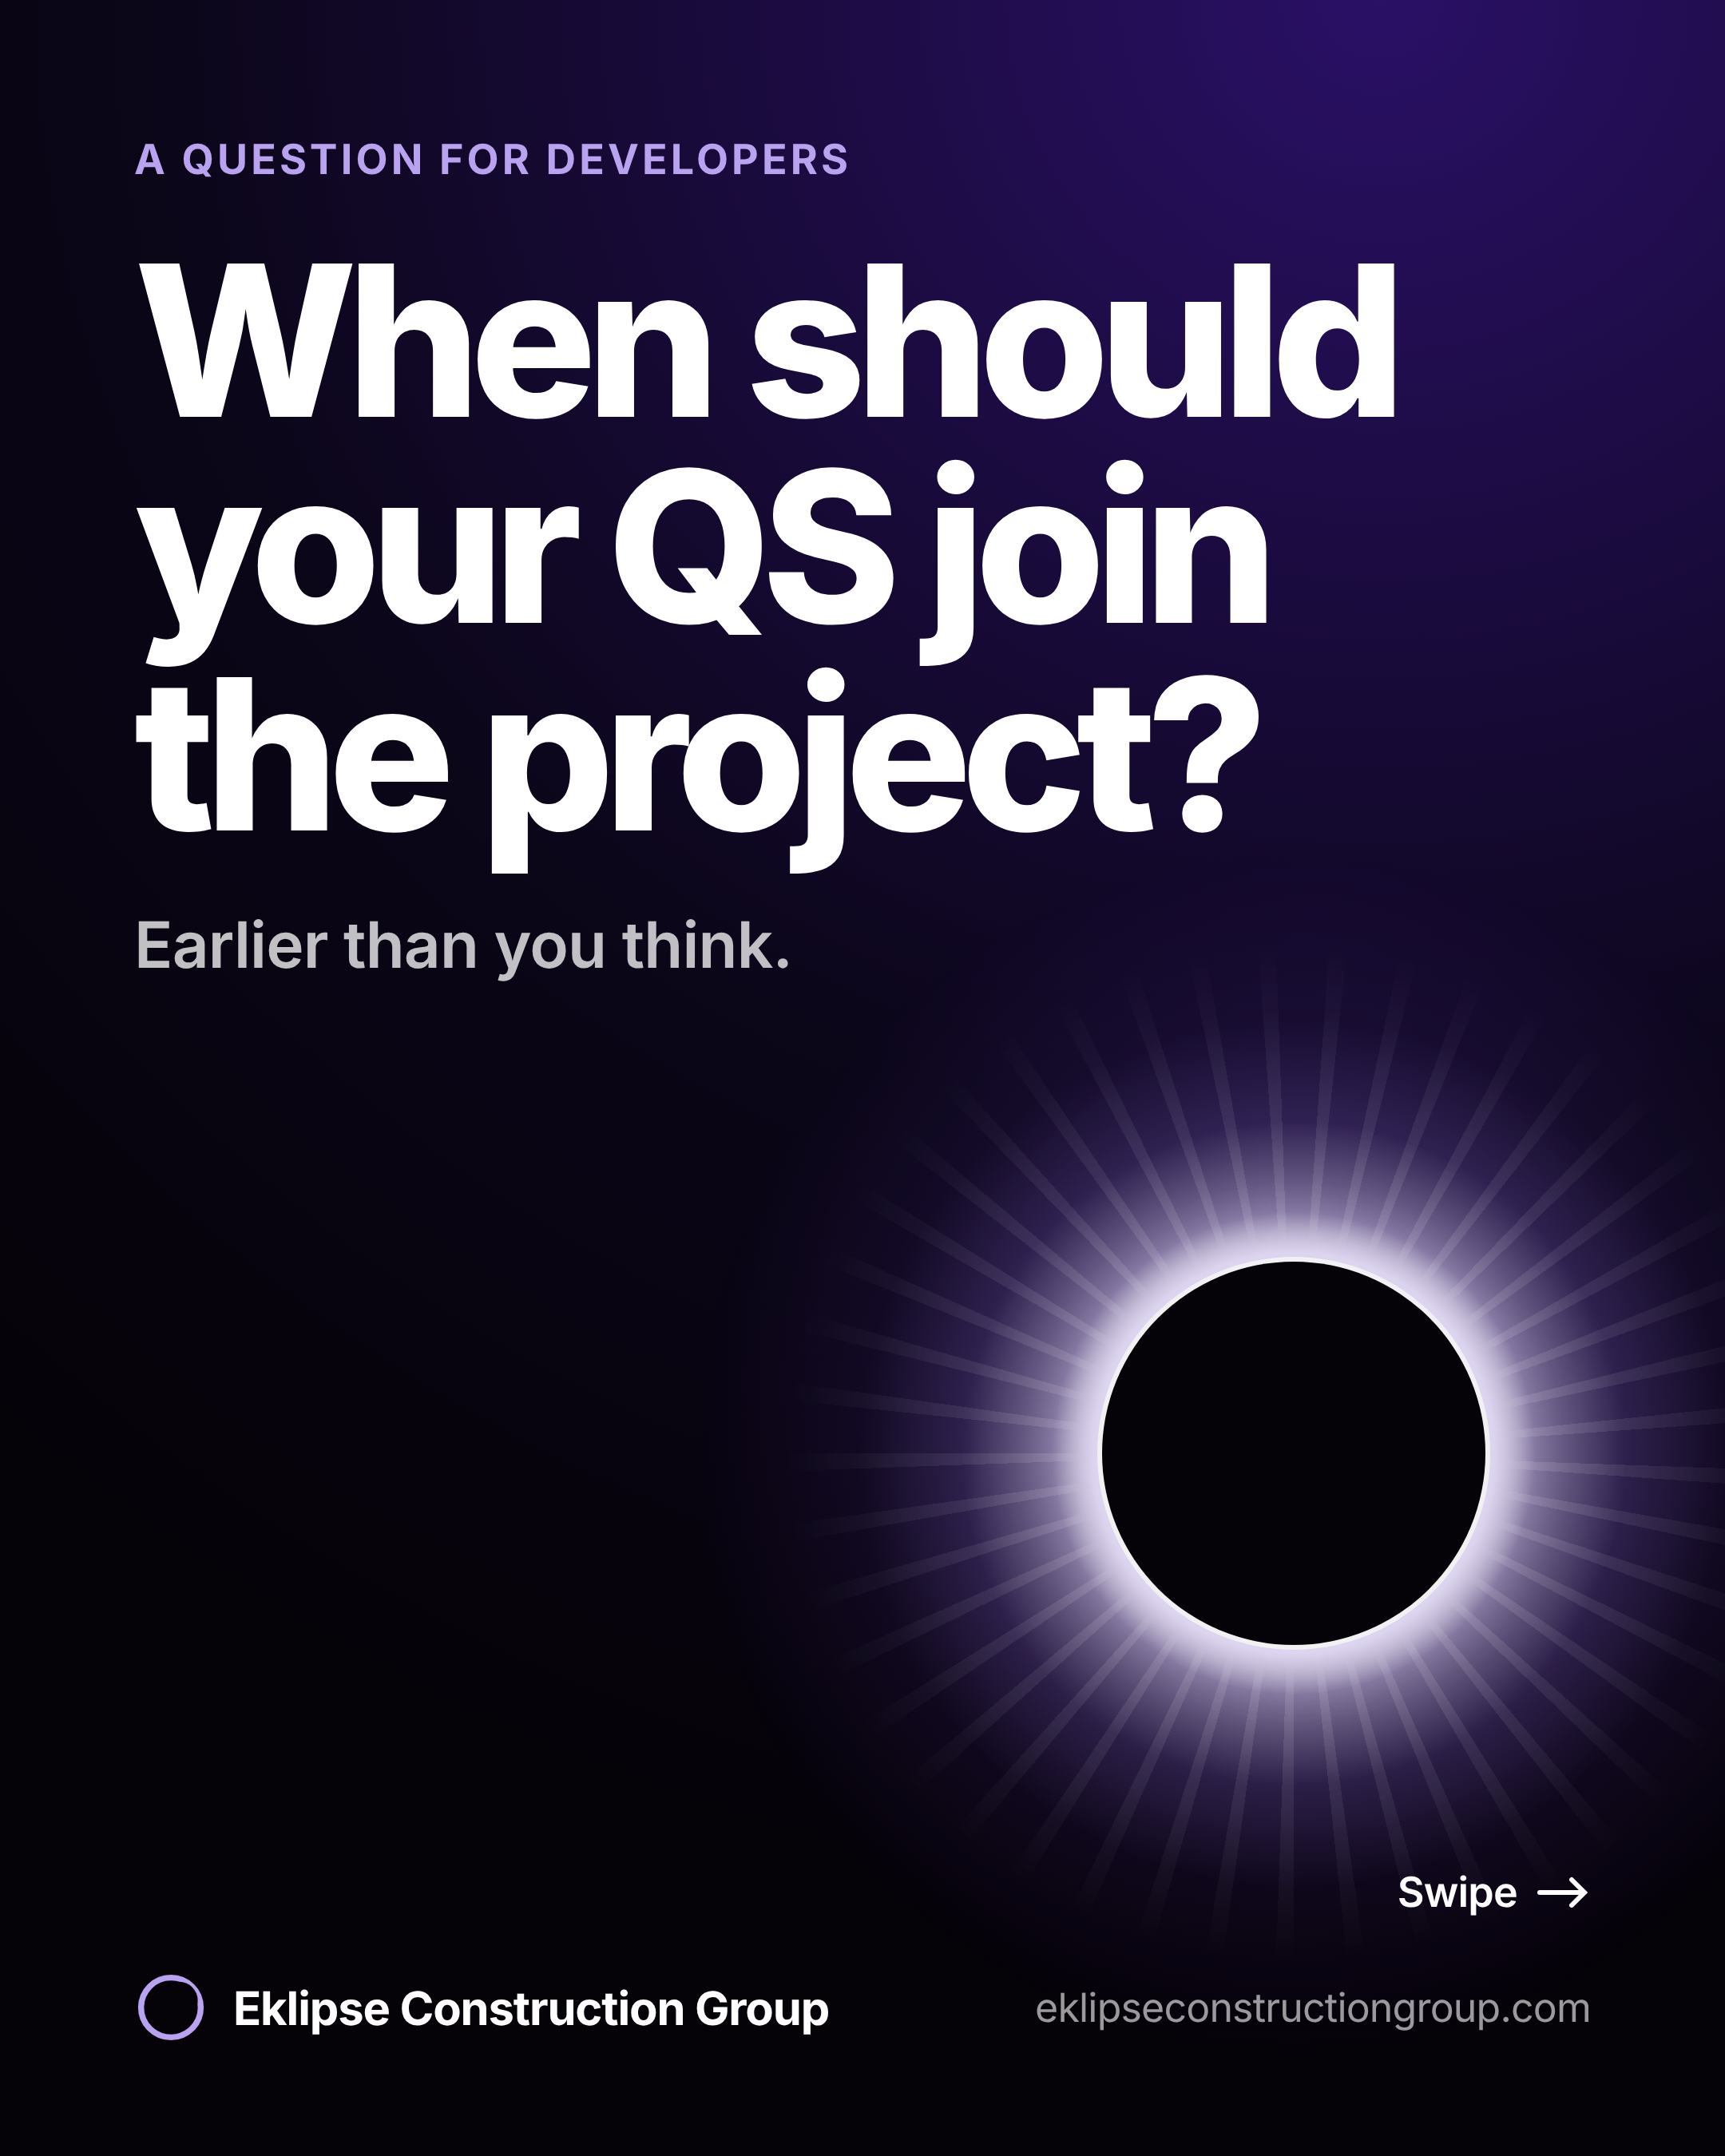 A QUESTION FOR DEVELOPERS
When should
your QS join
the project?
Earlier than you think.
Swipe →
Eklipse Construction Group
eklipseconstructiongroup.com